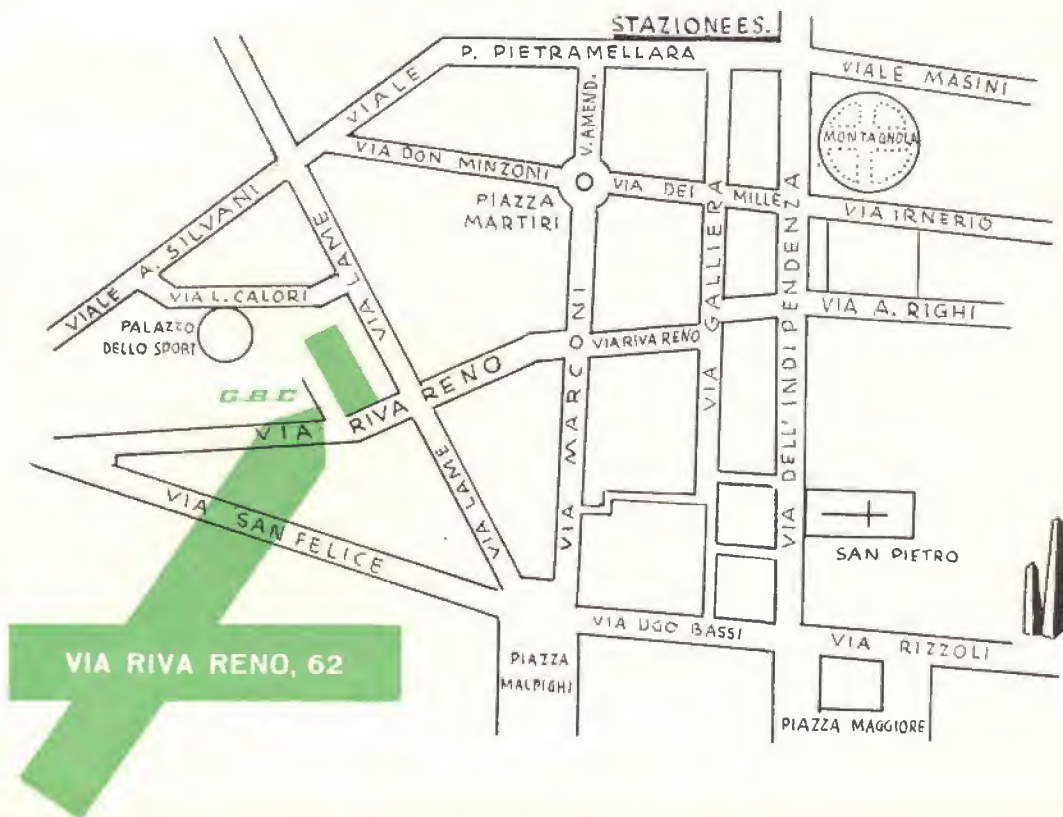 STAZIONE F.S.
VIALE
P. PIETRAMELLARA
VIALE MASINI
V. AMEND.
MONTAGNOLA
VIA DON MINZONI
VIA DEI MILLE
PIAZZA
MARTIRI
VIA IRNERIO
VIALE A. SILVANI
VIA LAME
VIA GALLIERA
VIA DELL'INDIPENDENZA
VIA L. CALORI
VIA A. RIGHI
PALAZZO
DELLO SPORT
VIA RIVA RENO
VIA MARCONI
GBC
VIA RIVA RENO
VIA LAME
VIA SAN FELICE
SAN PIETRO
VIA UGO BASSI
VIA RIZZOLI
VIA RIVA RENO, 62
PIAZZA
MALPIGHI
PIAZZA MAGGIORE